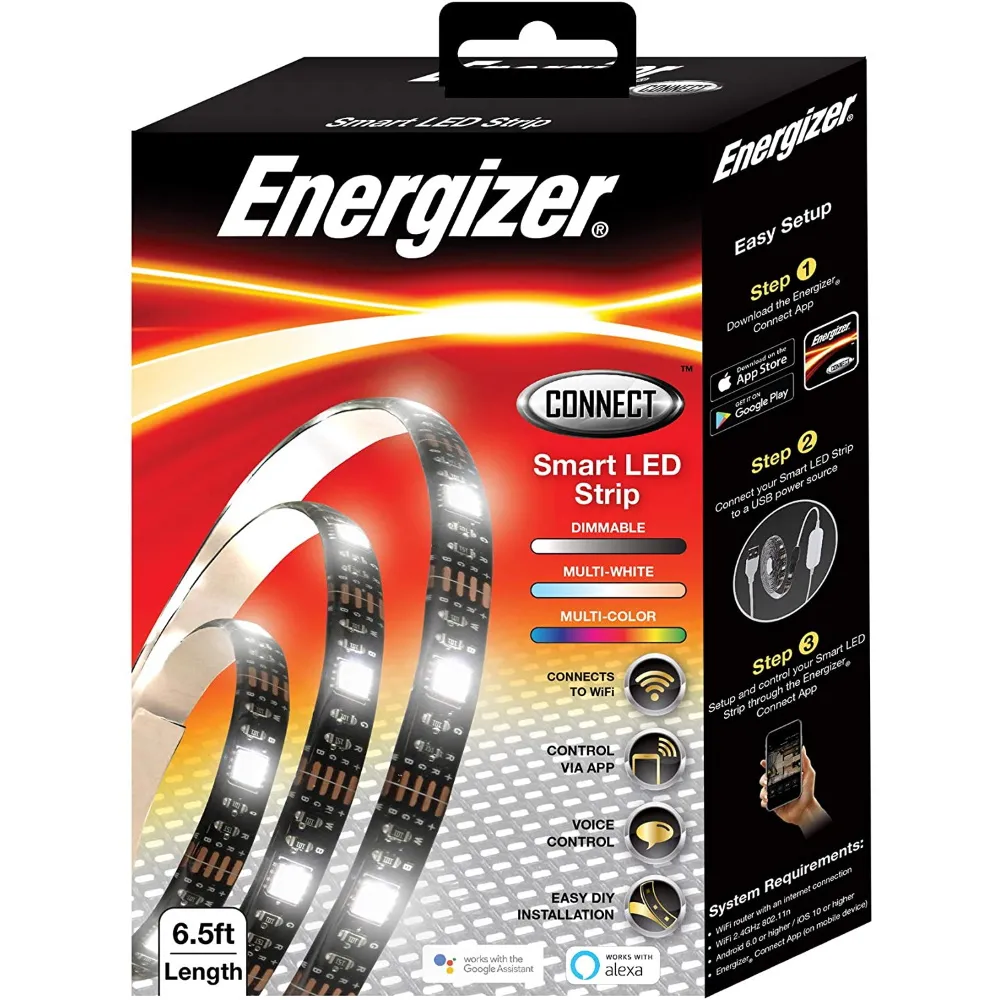 CONNECT
Smart LED Strip
Energizer®
CONNECT™
Smart LED
Strip
DIMMABLE
MULTI-WHITE
MULTI-COLOR
CONNECTS
TO WiFi
CONTROL
VIA APP
VOICE
CONTROL
EASY DIY
INSTALLATION
6.5ft
Length
works with the
Google Assistant
WORKS WITH
alexa
Energizer®
Easy Setup
Step 1
Download the Energizer®
Connect App
Download on the
App Store
GET IT ON
Google Play
Energizer
CONNECT
Step 2
Connect your Smart LED Strip
to a USB power source
Step 3
Setup and control your Smart LED
Strip through the Energizer®
Connect App
System Requirements:
• WiFi router with an internet connection
• WiFi 2.4GHz 802.11n
• Android 6.0 or higher / iOS 10 or higher
• Energizer® Connect App (on mobile device)